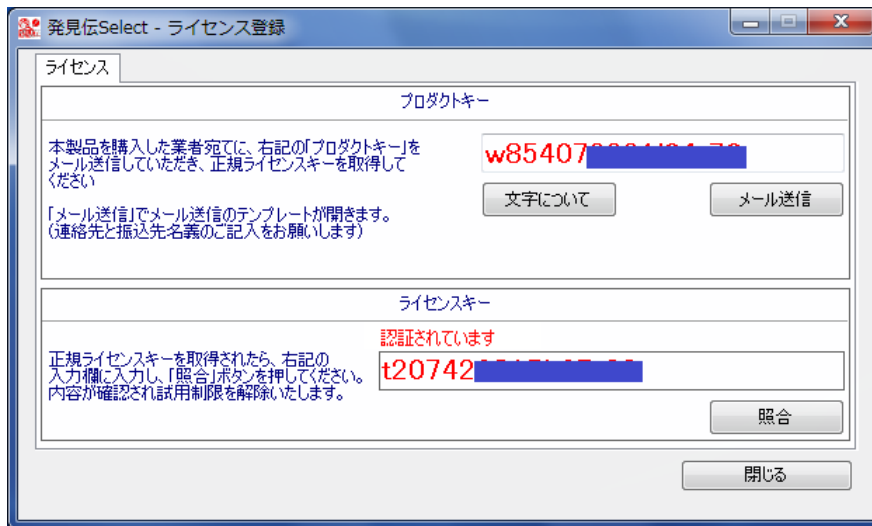 発見伝Select - ライセンス登録
ライセンス
プロダクトキー
本製品を購入した業者宛てに、右記の「プロダクトキー」を
メール送信していただき、正規ライセンスキーを取得して
ください
「メール送信」でメール送信のテンプレートが開きます。
(連絡先と振込先名義のご記入をお願いします)
w85407
文字について
メール送信
ライセンスキー
認証されています
正規ライセンスキーを取得されたら、右記の
入力欄に入力し、「照合」ボタンを押してください。
内容が確認され試用制限を解除いたします。
t20742
照合
閉じる